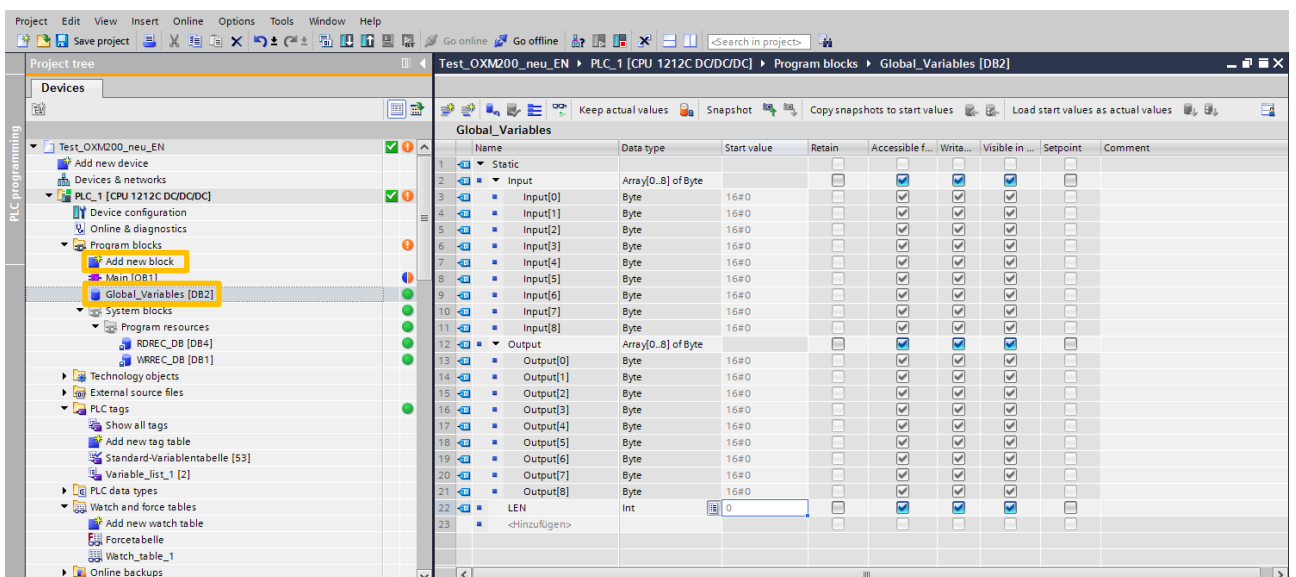 Project Edit View Insert Online Options Tools Window Help
Save project Go online Go offline <Search in project>
Project tree
Test_OXM200_neu_EN PLC_1 [CPU 1212C DC/DC/DC] Program blocks Global_Variables [DB2]
Devices
Keep actual values Snapshot Copy snapshots to start values Load start values as actual values
PLC programming
Test_OXM200_neu_EN
Add new device
Devices & networks
PLC_1 [CPU 1212C DC/DC/DC]
Device configuration
Online & diagnostics
Program blocks
Add new block
Main [OB1]
Global_Variables [DB2]
System blocks
Program resources
RDREC_DB [DB4]
WRREC_DB [DB1]
Technology objects
External source files
PLC tags
Show all tags
Add new tag table
Standard-Variablentabelle [53]
Variable_list_1 [2]
PLC data types
Watch and force tables
Add new watch table
Forcetabelle
Watch_table_1
Online backups
Global_Variables
Name Data type Start value Retain Accessible f... Writa... Visible in ... Setpoint Comment
1 Static
2 Input Array[0..8] of Byte
3 Input[0] Byte 16#0
4 Input[1] Byte 16#0
5 Input[2] Byte 16#0
6 Input[3] Byte 16#0
7 Input[4] Byte 16#0
8 Input[5] Byte 16#0
9 Input[6] Byte 16#0
10 Input[7] Byte 16#0
11 Input[8] Byte 16#0
12 Output Array[0..8] of Byte
13 Output[0] Byte 16#0
14 Output[1] Byte 16#0
15 Output[2] Byte 16#0
16 Output[3] Byte 16#0
17 Output[4] Byte 16#0
18 Output[5] Byte 16#0
19 Output[6] Byte 16#0
20 Output[7] Byte 16#0
21 Output[8] Byte 16#0
22 LEN Int 0
23 <Hinzufügen>